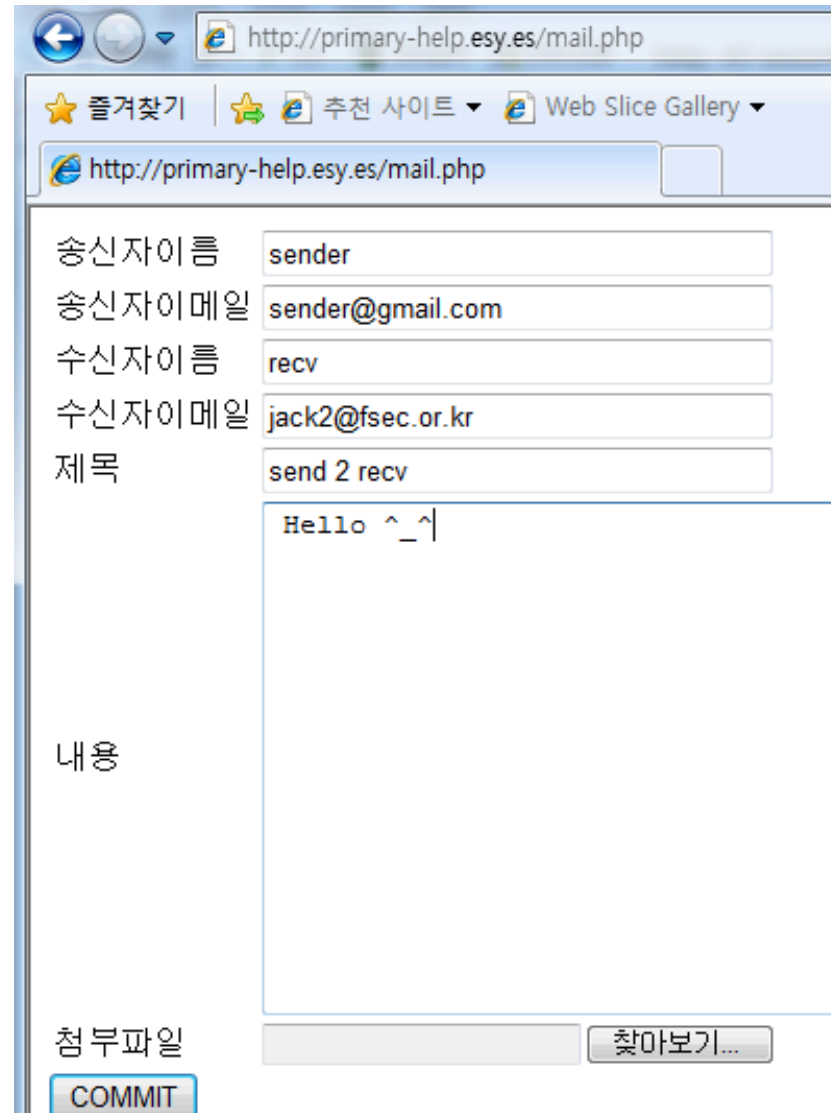 http://primary-help.esy.es/mail.php
즐겨찾기 추천 사이트 Web Slice Gallery
http://primary-help.esy.es/mail.php
송신자이름 sender
송신자이메일 sender@gmail.com
수신자이름 recv
수신자이메일 jack2@fsec.or.kr
제목 send 2 recv
Hello ^_^
내용
첨부파일 찾아보기...
COMMIT